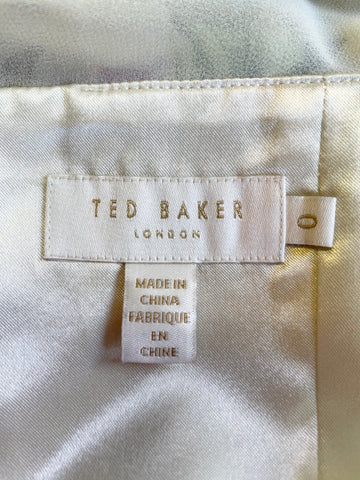 TED BAKER
LONDON
0
MADE IN
CHINA
FABRIQUE
EN
CHINE